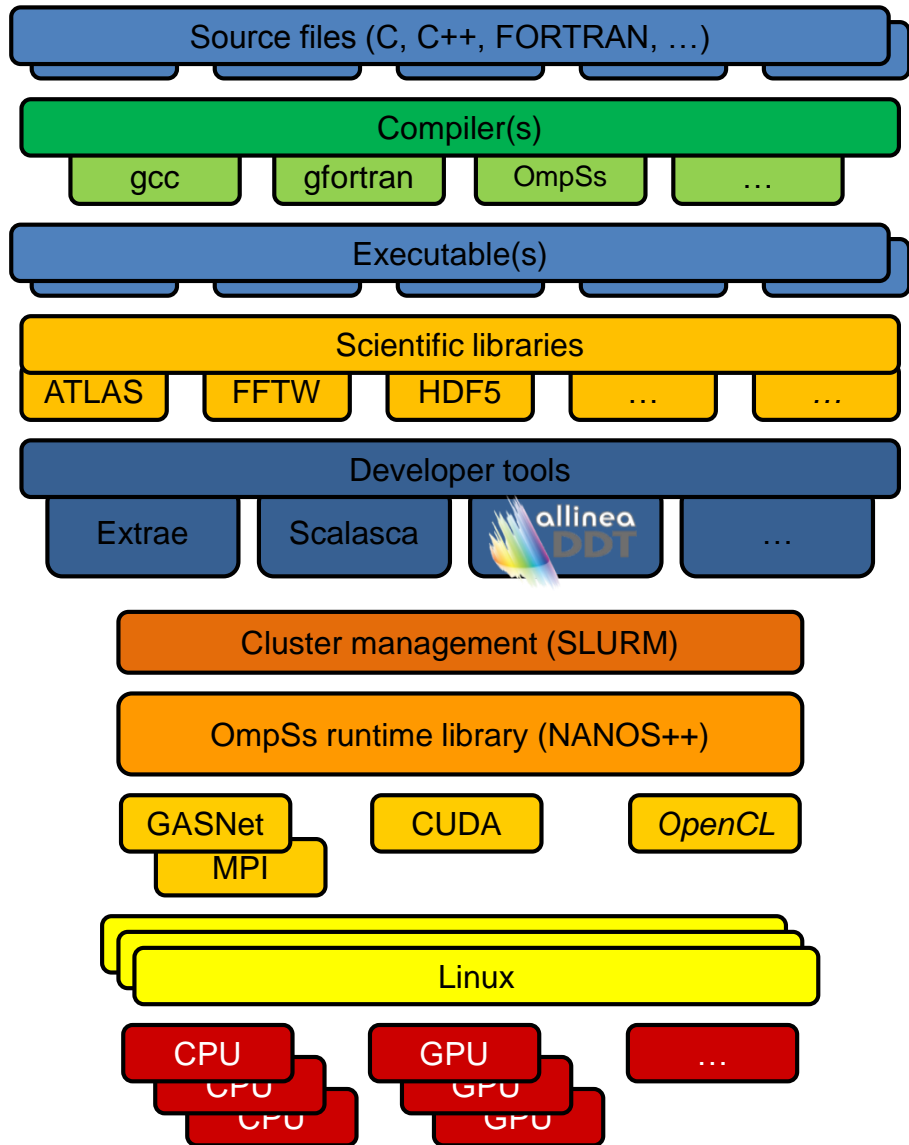 Source files (C, C++, FORTRAN, …)
Compiler(s)
gcc
gfortran
OmpSs
…
Executable(s)
Scientific libraries
ATLAS
FFTW
HDF5
…
…
Developer tools
Extrae
Scalasca
allinea
DDT
…
Cluster management (SLURM)
OmpSs runtime library (NANOS++)
GASNet
CUDA
OpenCL
MPI
Linux
CPU
GPU
…
CPU
GPU
CPU
GPU